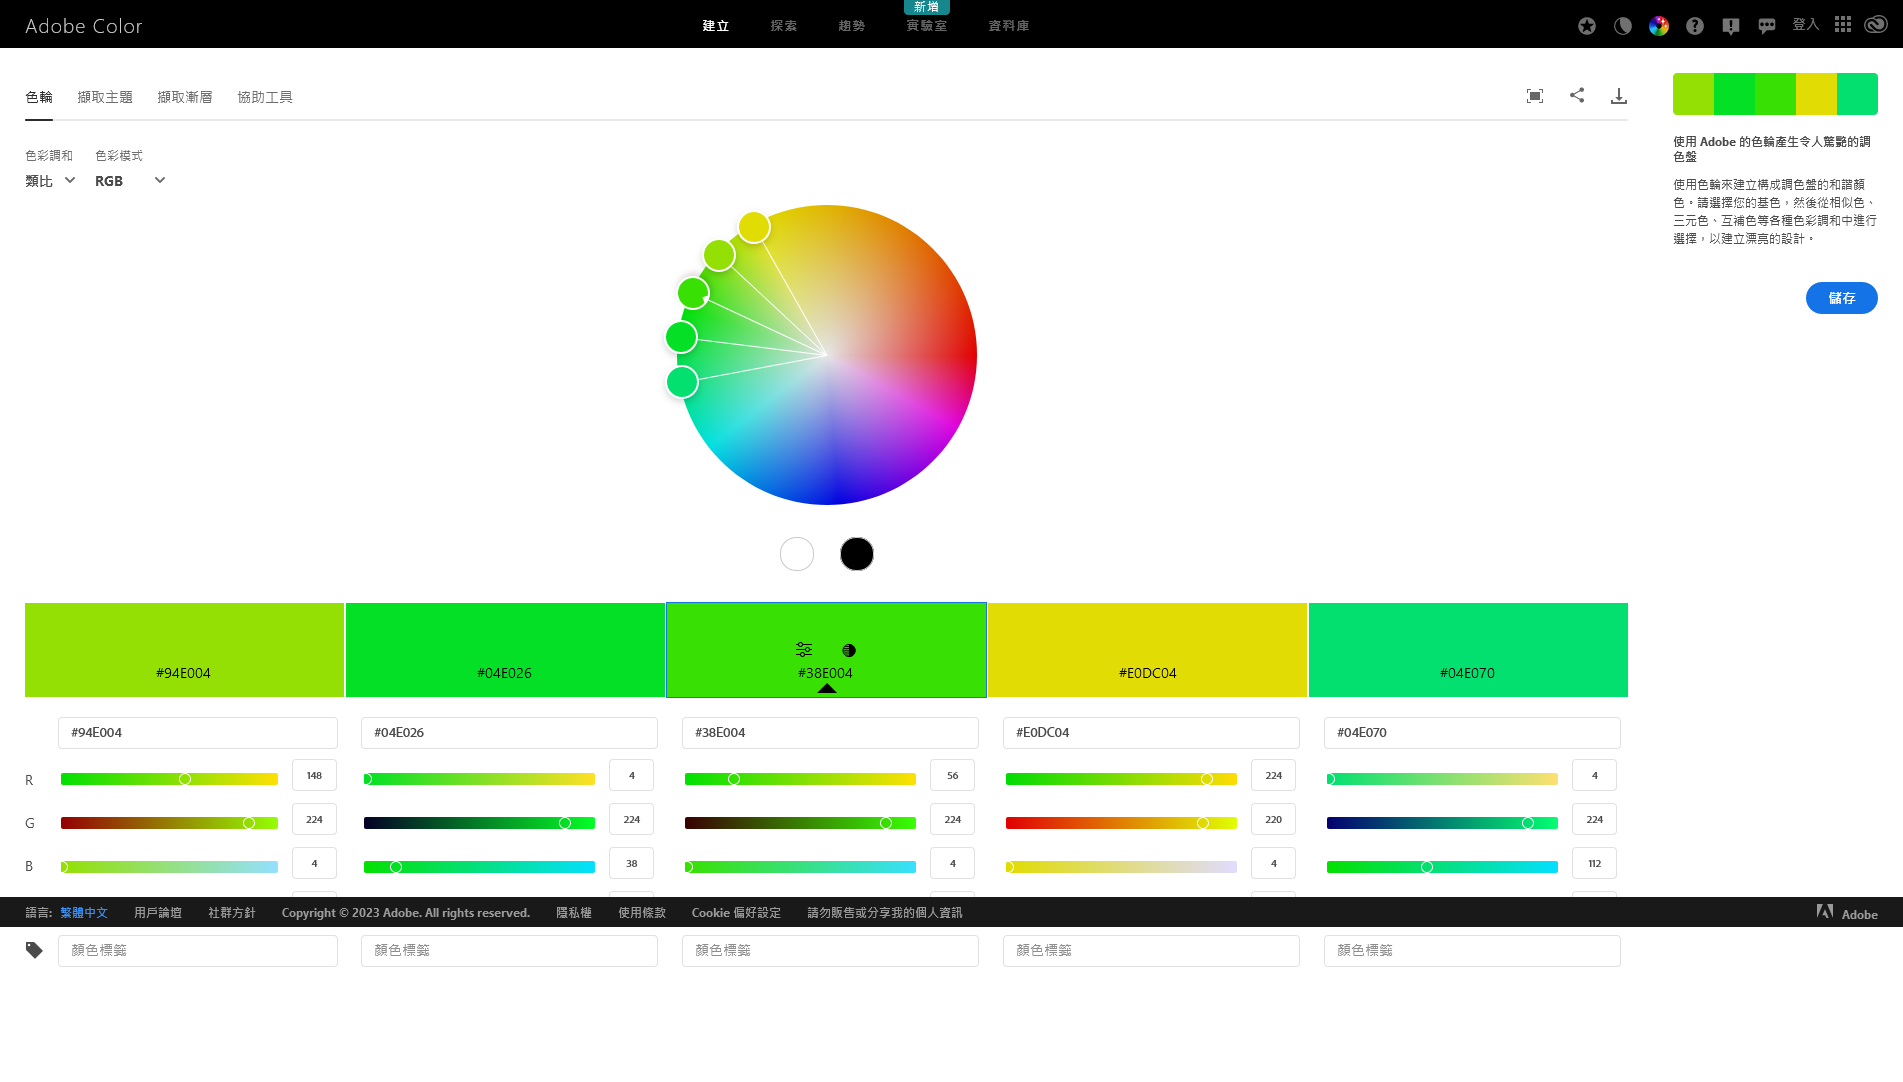 Adobe Color
建立
探索
趨勢
新增
實驗室
資料庫
登入
色輪
擷取主題
擷取漸層
協助工具
色彩調和
色彩模式
類比
RGB
使用 Adobe 的色輪產生令人驚艷的調
色盤
使用色輪來建立構成調色盤的和諧顏
色。請選擇您的基色，然後從相似色、
三元色、互補色等各種色彩調和中進行
選擇，以建立漂亮的設計。
儲存
#94E004
#04E026
#38E004
#E0DC04
#04E070
#94E004
#04E026
#38E004
#E0DC04
#04E070
R
148
4
56
224
4
G
224
224
224
220
224
B
4
38
4
4
112
語言:
繁體中文
用戶論壇
社群方針
Copyright © 2023 Adobe. All rights reserved.
隱私權
使用條款
Cookie 偏好設定
請勿販售或分享我的個人資訊
Adobe
顏色標籤
顏色標籤
顏色標籤
顏色標籤
顏色標籤